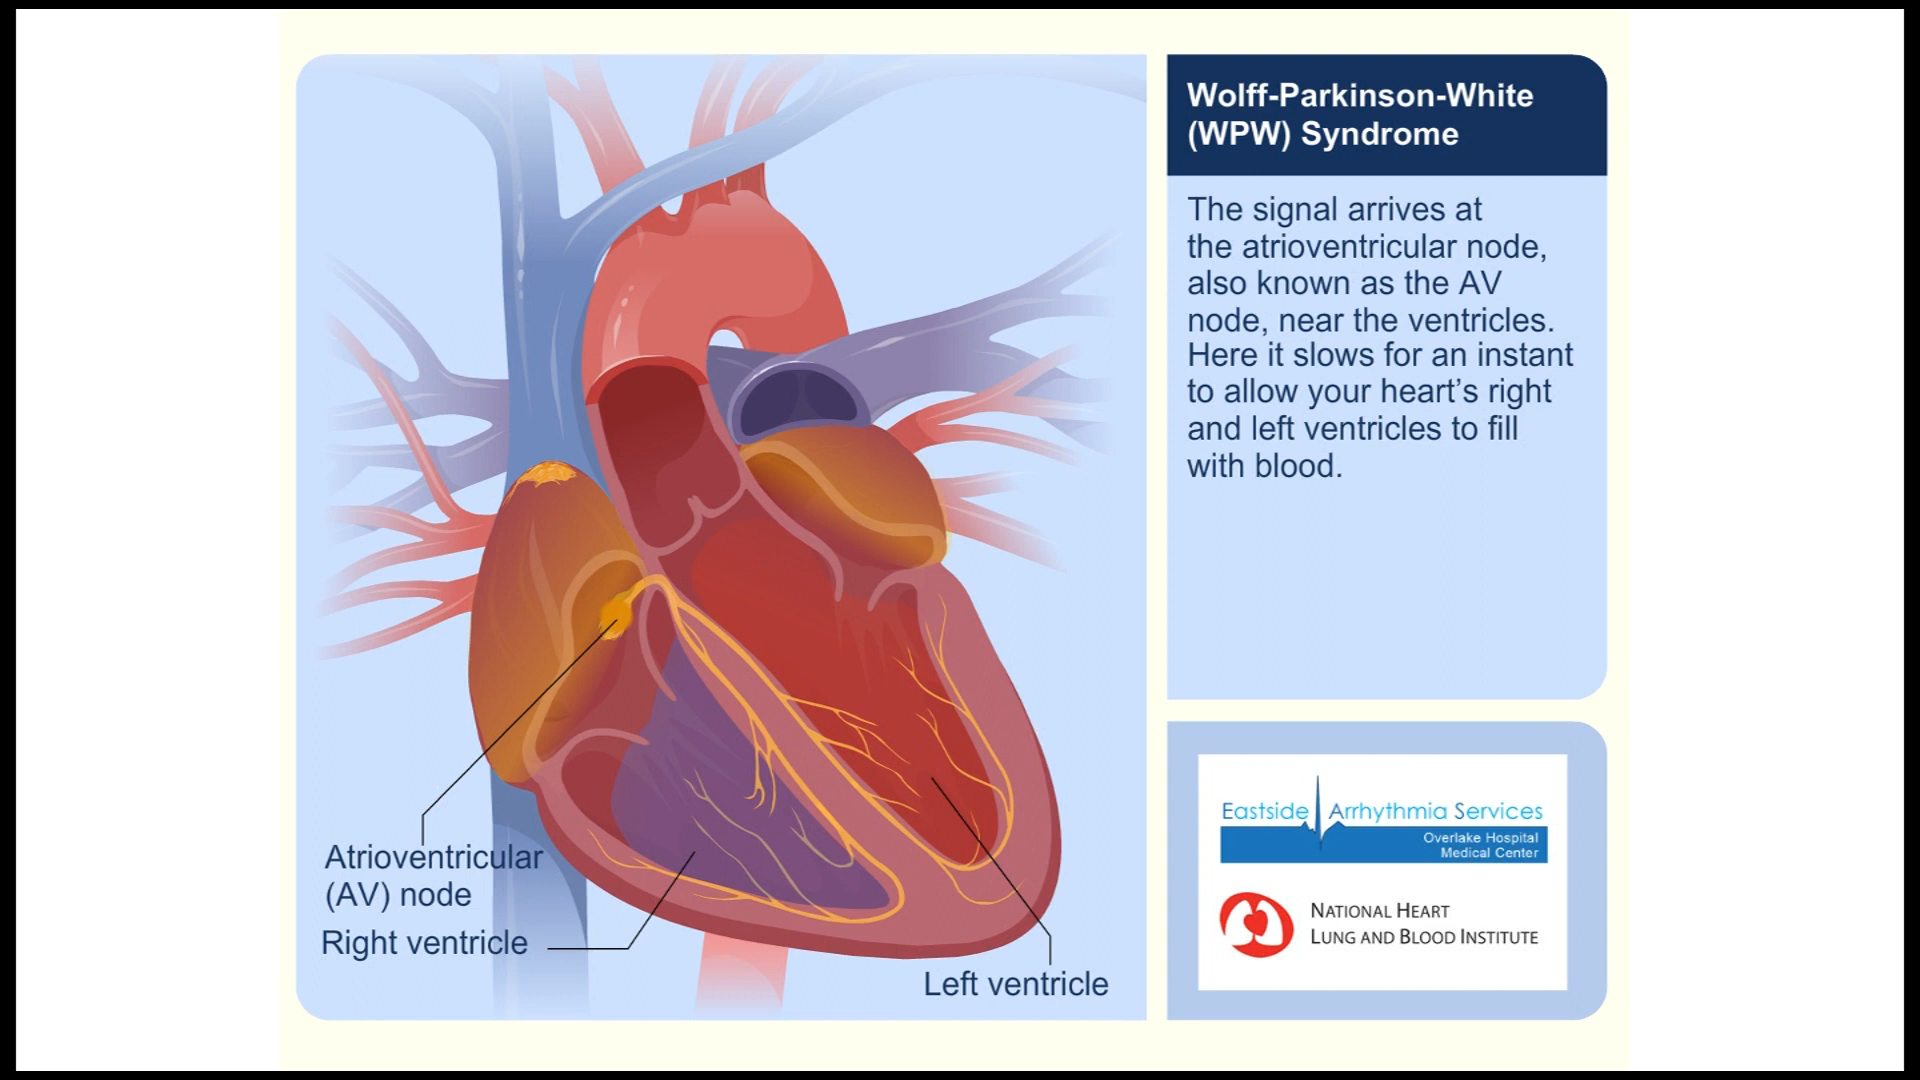 Wolff-Parkinson-White
(WPW) Syndrome
The signal arrives at
the atrioventricular node,
also known as the AV
node, near the ventricles.
Here it slows for an instant
to allow your heart’s right
and left ventricles to fill
with blood.
Atrioventricular
(AV) node
Right ventricle
Left ventricle
Eastside Arrhythmia Services
Overlake Hospital
Medical Center
NATIONAL HEART
LUNG AND BLOOD INSTITUTE